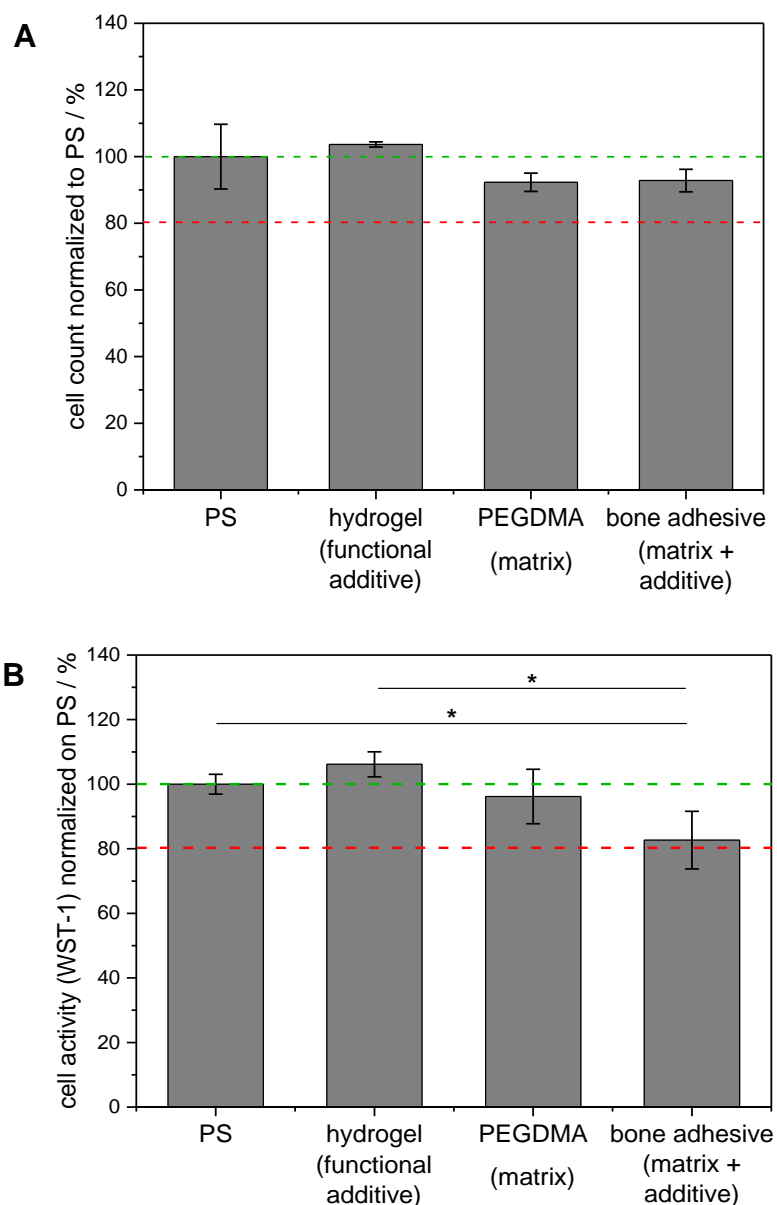 A
cell count normalized to PS / %
140
120
100
80
60
40
20
0
PS
hydrogel
(functional
additive)
PEGDMA
(matrix)
bone adhesive
(matrix +
additive)
B
cell activity (WST-1) normalized on PS / %
140
120
100
80
60
40
20
0
*
*
PS
hydrogel
(functional
additive)
PEGDMA
(matrix)
bone adhesive
(matrix +
additive)